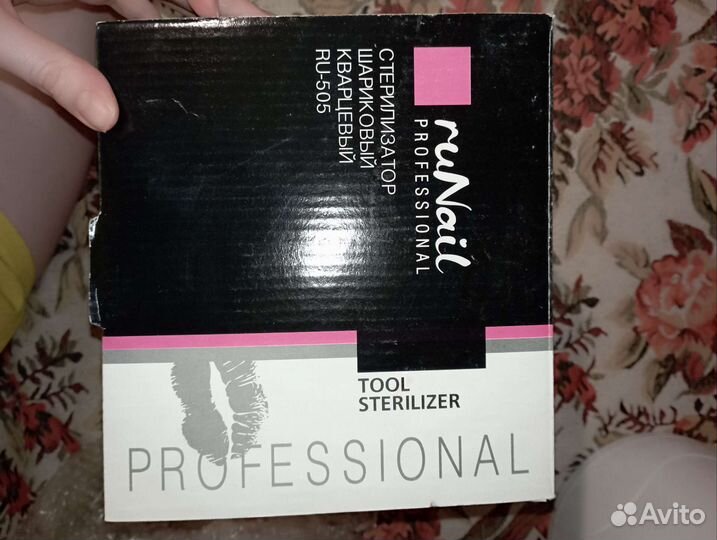 ruNail
PROFESSIONAL
СТЕРИЛИЗАТОР
ШАРИКОВЫЙ
КВАРЦЕВЫЙ
RU-505
TOOL
STERILIZER
PROFESSIONAL
Avito